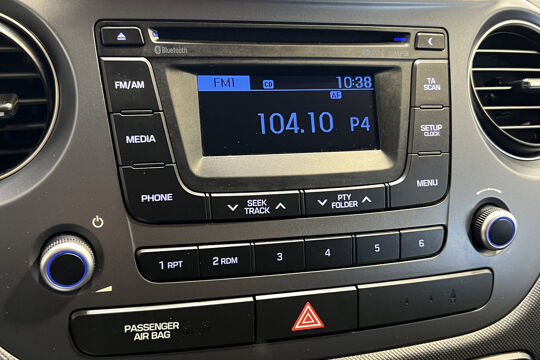 Bluetooth
FM/AM
FM1 CD 10:38
TA
SCAN
AF
104.10 P4
MEDIA
SETUP
CLOCK
PHONE
SEEK
TRACK
PTY
FOLDER
MENU
1 RPT
2 RDM
3
4
5
6
PASSENGER
AIR BAG